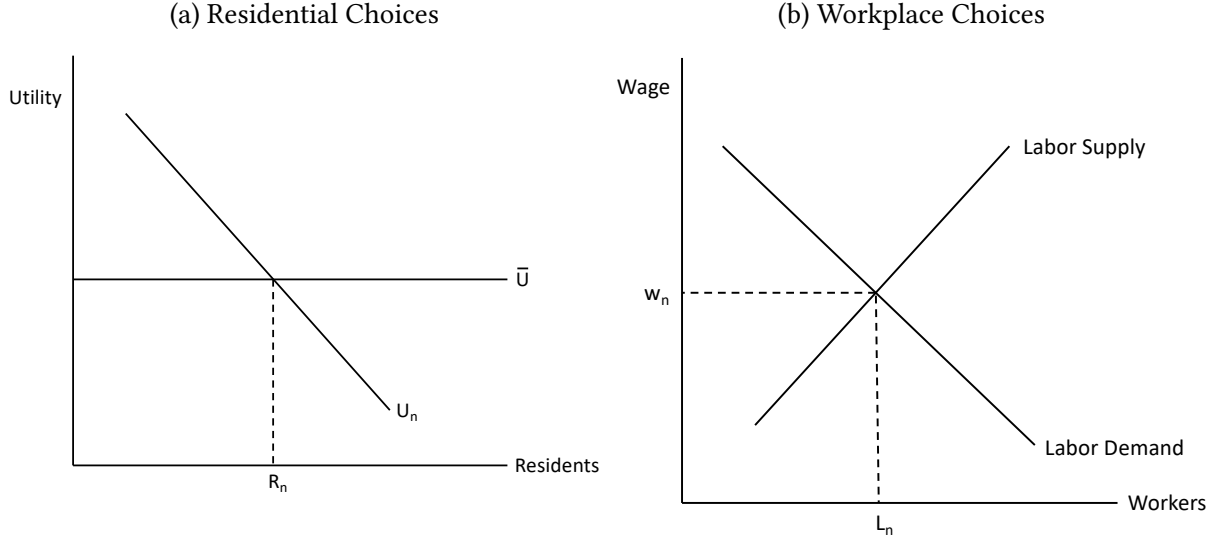 (a) Residential Choices
Utility
Ū
Uₙ
Residents
Rₙ
(b) Workplace Choices
Wage
Labor Supply
wₙ
Labor Demand
Workers
Lₙ